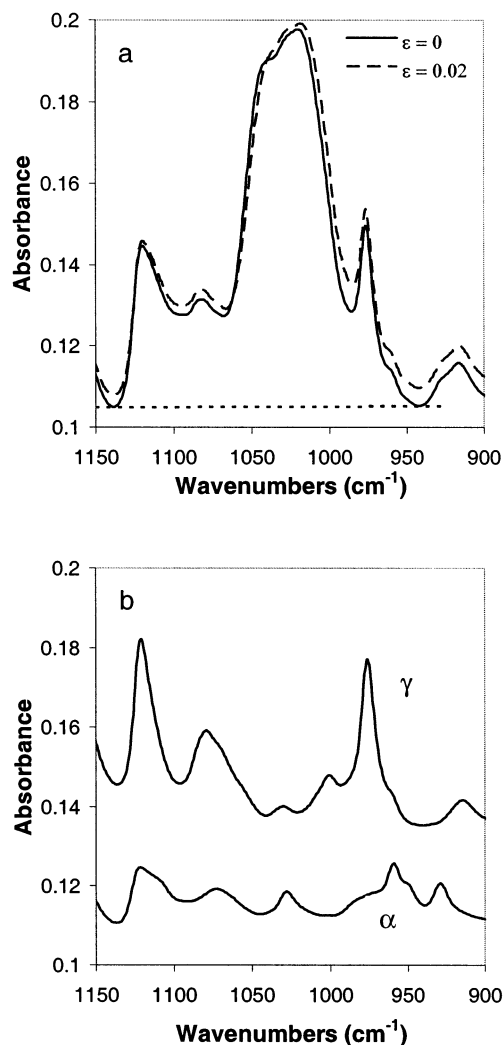 a
ε = 0
ε = 0.02
0.2
0.18
0.16
0.14
0.12
0.1
Absorbance
1150 1100 1050 1000 950 900
Wavenumbers (cm⁻¹)
b
γ
α
0.2
0.18
0.16
0.14
0.12
0.1
Absorbance
1150 1100 1050 1000 950 900
Wavenumbers (cm⁻¹)